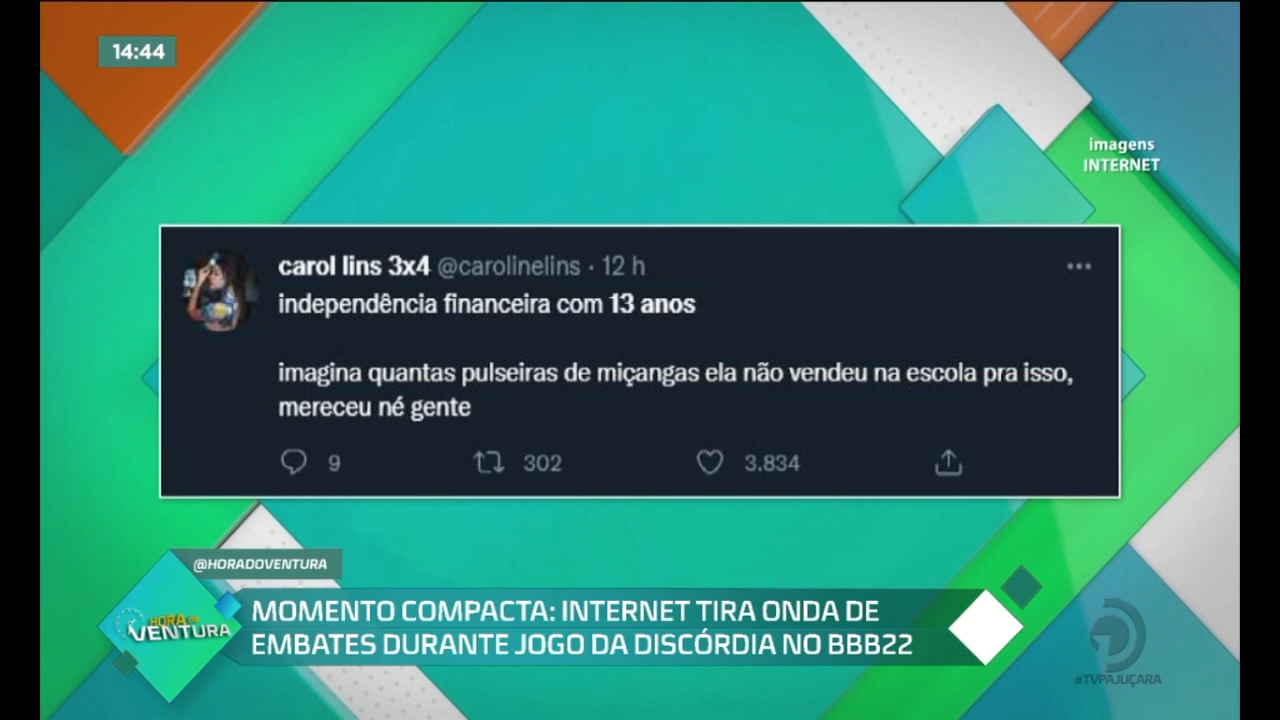 14:44
imagens
INTERNET
carol lins 3x4 @carolinelins · 12 h
independência financeira com 13 anos
imagina quantas pulseiras de miçangas ela não vendeu na escola pra isso,
mereceu né gente
9 302 3.834
@HORADOVENTURA
HORA DO
VENTURA
MOMENTO COMPACTA: INTERNET TIRA ONDA DE
EMBATES DURANTE JOGO DA DISCÓRDIA NO BBB22
#TVPAJUÇARA